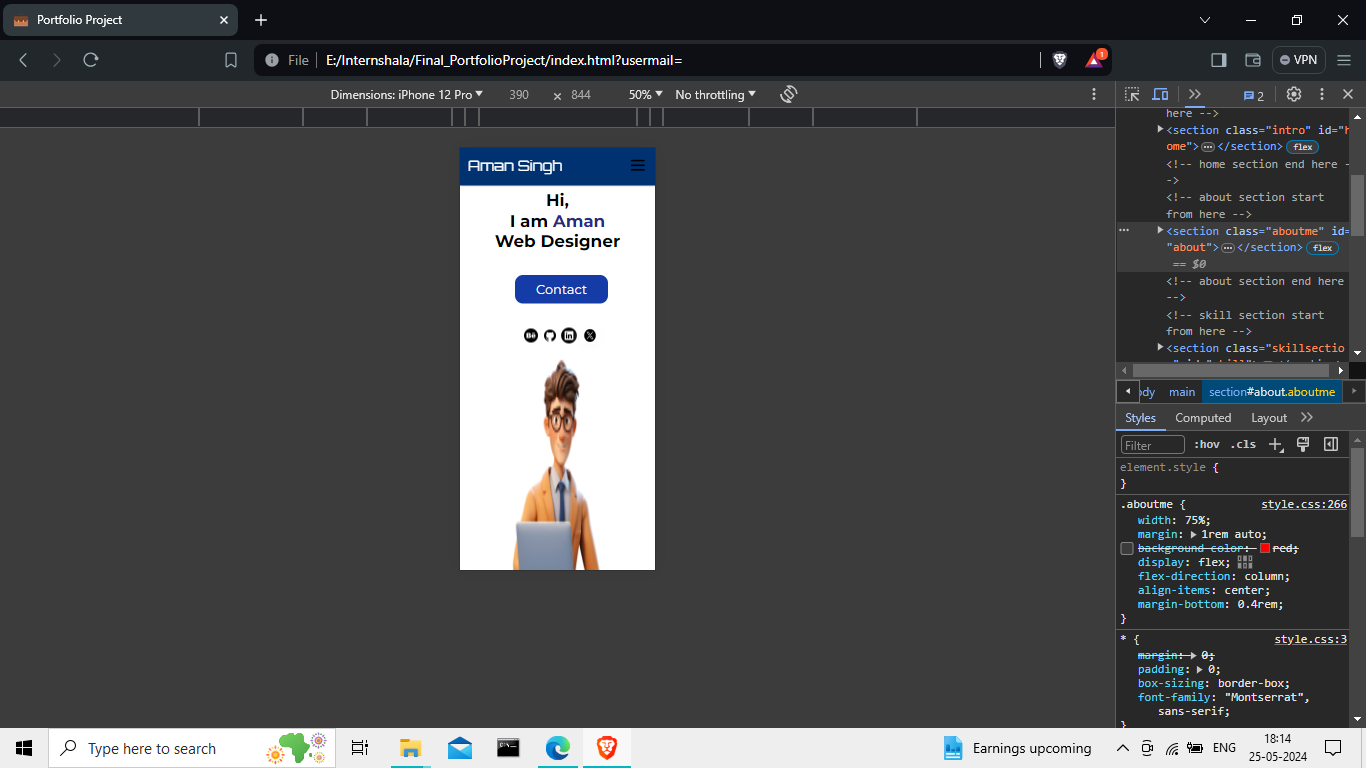 Portfolio Project
File E:/Internshala/Final_PortfolioProject/index.html?usermail=
1
VPN
Dimensions: iPhone 12 Pro 390 × 844 50% No throttling
2
here -->
<section class="intro" id="h
ome"> </section> flex
<!-- home section end here -
->
<!-- about section start
from here -->
<section class="aboutme" id=
"about"> </section> flex
== $0
<!-- about section end here
-->
<!-- skill section start
from here -->
<section class="skillsectio
ody main section#about.aboutme
Styles Computed Layout
Filter :hov .cls
element.style {
}
.aboutme { style.css:266
width: 75%;
margin: 1rem auto;
background-color: red;
display: flex;
flex-direction: column;
align-items: center;
margin-bottom: 0.4rem;
}
* { style.css:3
margin: 0;
padding: 0;
box-sizing: border-box;
font-family: "Montserrat",
sans-serif;
}
Aman Singh
Hi,
I am Aman
Web Designer
Contact
Bē in X
Type here to search
Earnings upcoming
ENG
18:14
25-05-2024